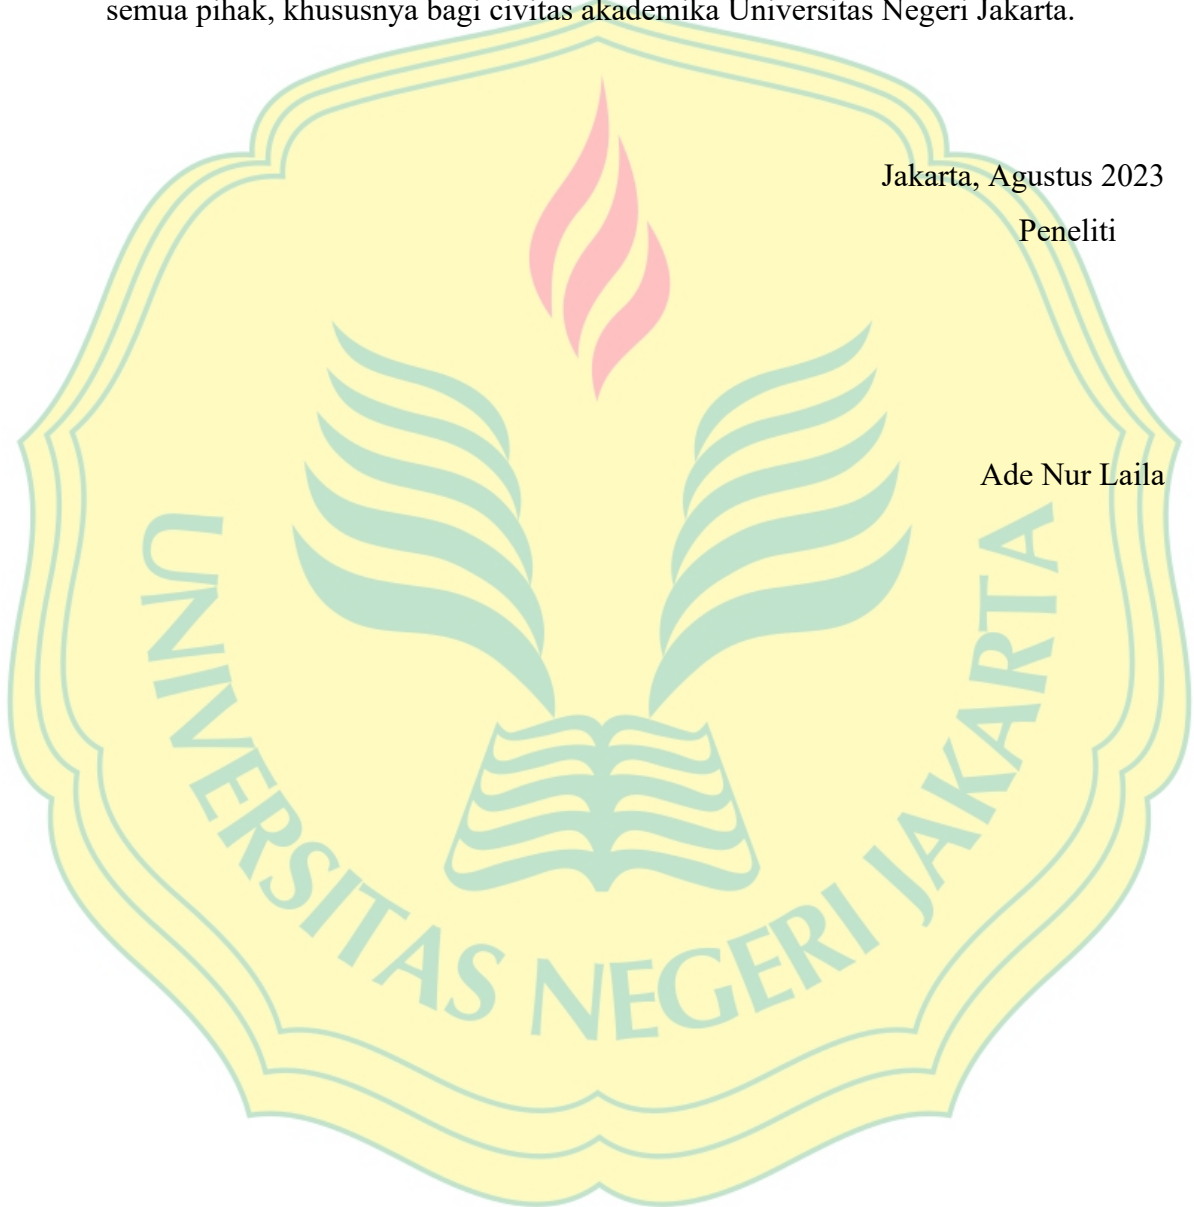 semua pihak, khususnya bagi civitas akademika Universitas Negeri Jakarta.
Jakarta, Agustus 2023
Peneliti
Ade Nur Laila
UNIVERSITAS NEGERI JAKARTA